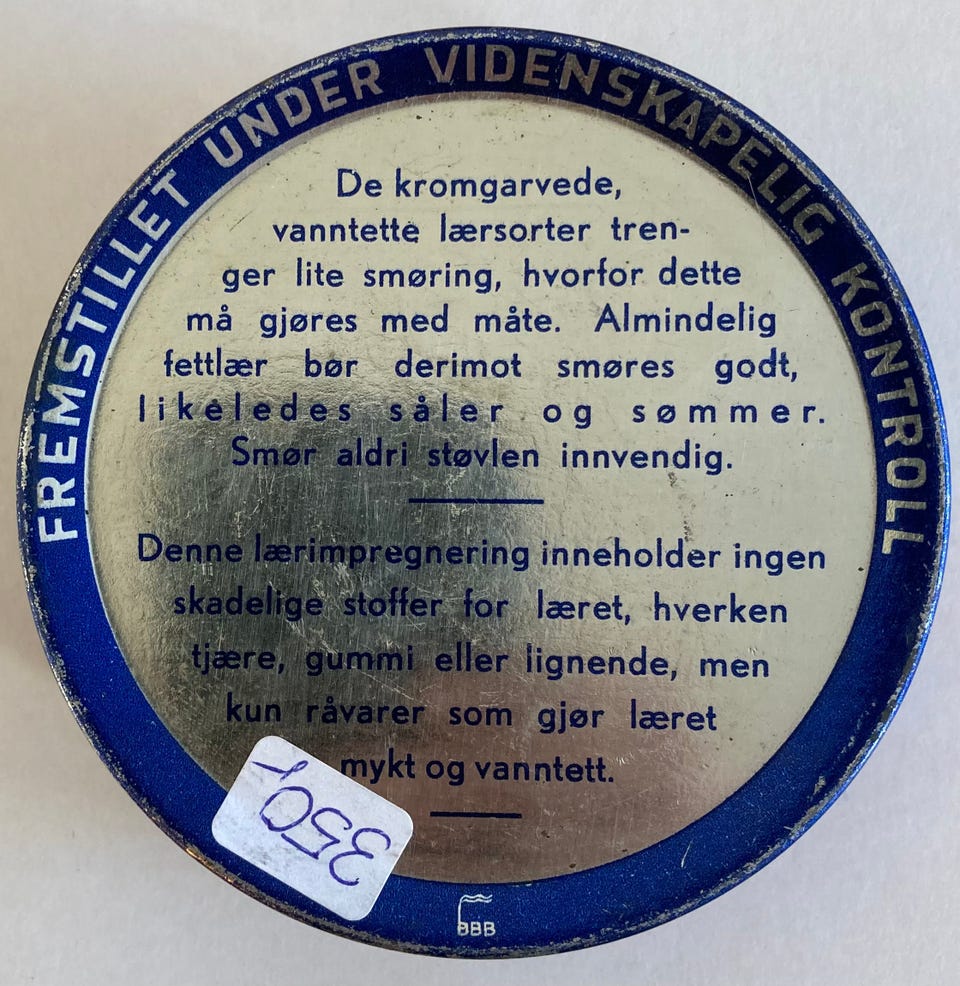 FREMSTILLET UNDER VIDENSKAPELIG KONTROLL
De kromgarvede,
vanntette lærsorter tren-
ger lite smøring, hvorfor dette
må gjøres med måte. Almindelig
fettlær bør derimot smøres godt,
likeledes såler og sømmer.
Smør aldri støvlen innvendig.
Denne lærimpregnering inneholder ingen
skadelige stoffer for læret, hverken
tjære, gummi eller lignende, men
kun råvarer som gjør læret
mykt og vanntett.
350,-
BBB